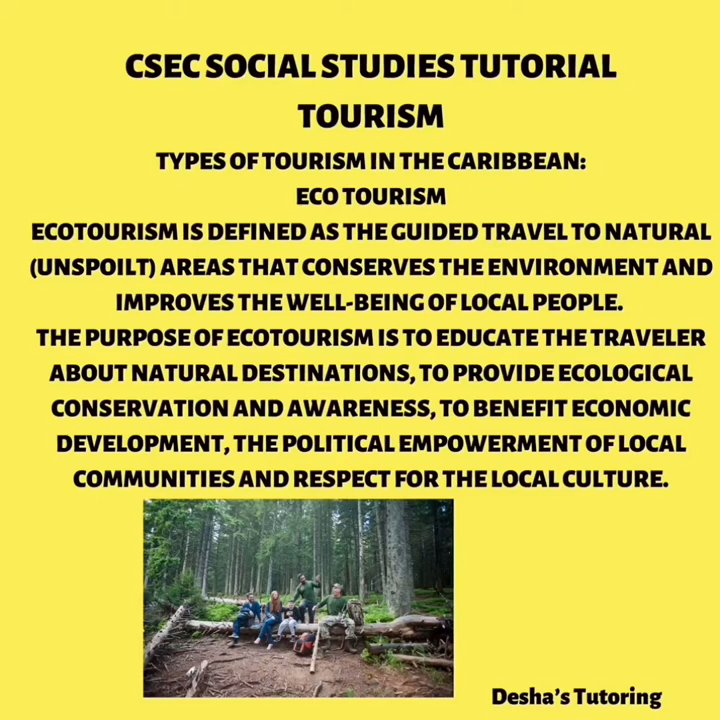 CSEC SOCIAL STUDIES TUTORIAL
TOURISM
TYPES OF TOURISM IN THE CARIBBEAN:
ECO TOURISM
ECOTOURISM IS DEFINED AS THE GUIDED TRAVEL TO NATURAL
(UNSPOILT) AREAS THAT CONSERVES THE ENVIRONMENT AND
IMPROVES THE WELL-BEING OF LOCAL PEOPLE.
THE PURPOSE OF ECOTOURISM IS TO EDUCATE THE TRAVELER
ABOUT NATURAL DESTINATIONS, TO PROVIDE ECOLOGICAL
CONSERVATION AND AWARENESS, TO BENEFIT ECONOMIC
DEVELOPMENT, THE POLITICAL EMPOWERMENT OF LOCAL
COMMUNITIES AND RESPECT FOR THE LOCAL CULTURE.
Desha's Tutoring